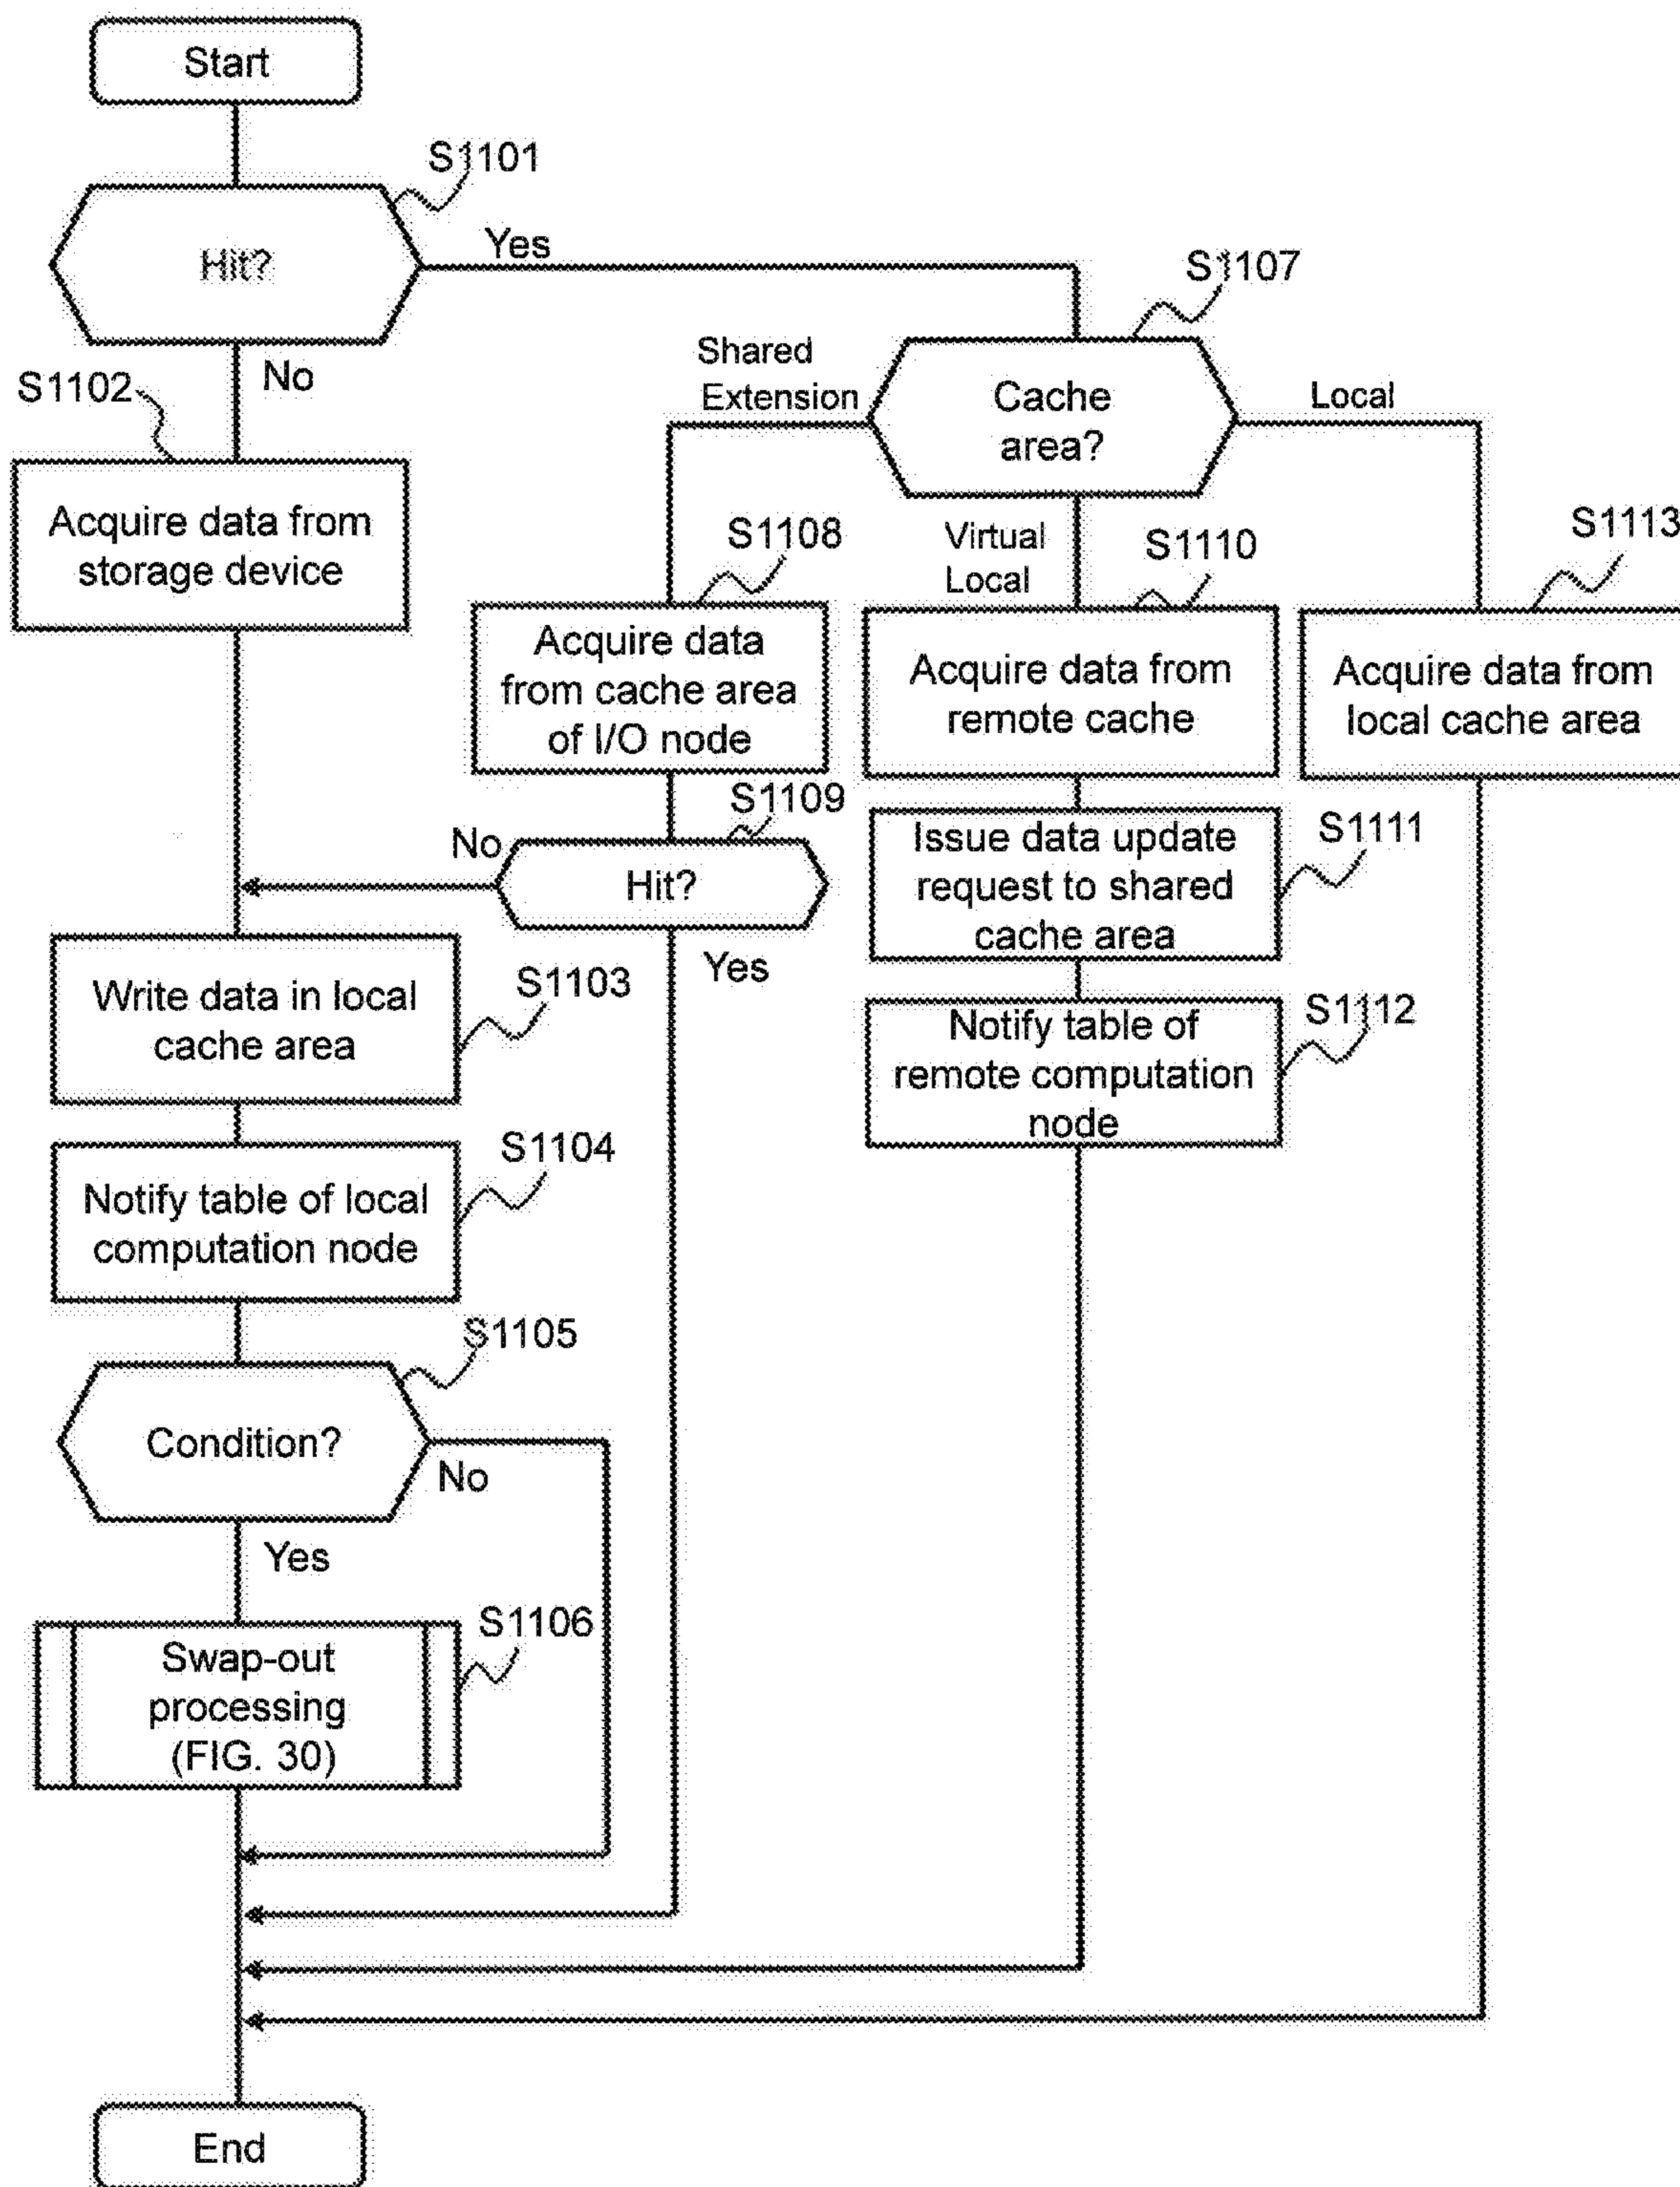 Start
S1101
Hit?
Yes
S1107
No
S1102
Shared
Extension
Cache
area?
Local
Acquire data from
storage device
S1108
Virtual
Local
S1110
S1113
Acquire data
from cache area
of I/O node
Acquire data from
remote cache
Acquire data from
local cache area
S1109
No
Hit?
Yes
Issue data update
request to shared
cache area
S1111
Write data in local
cache area
S1103
Notify table of
remote computation
node
S1112
Notify table of local
computation node
S1104
S1105
Condition?
No
Yes
Swap-out
processing
(FIG. 30)
S1106
End